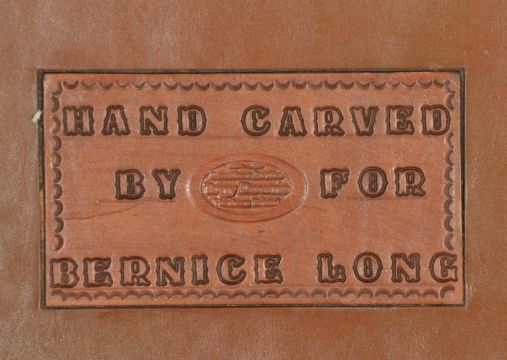 HAND CARVED
BY FOR
BERNICE LONG